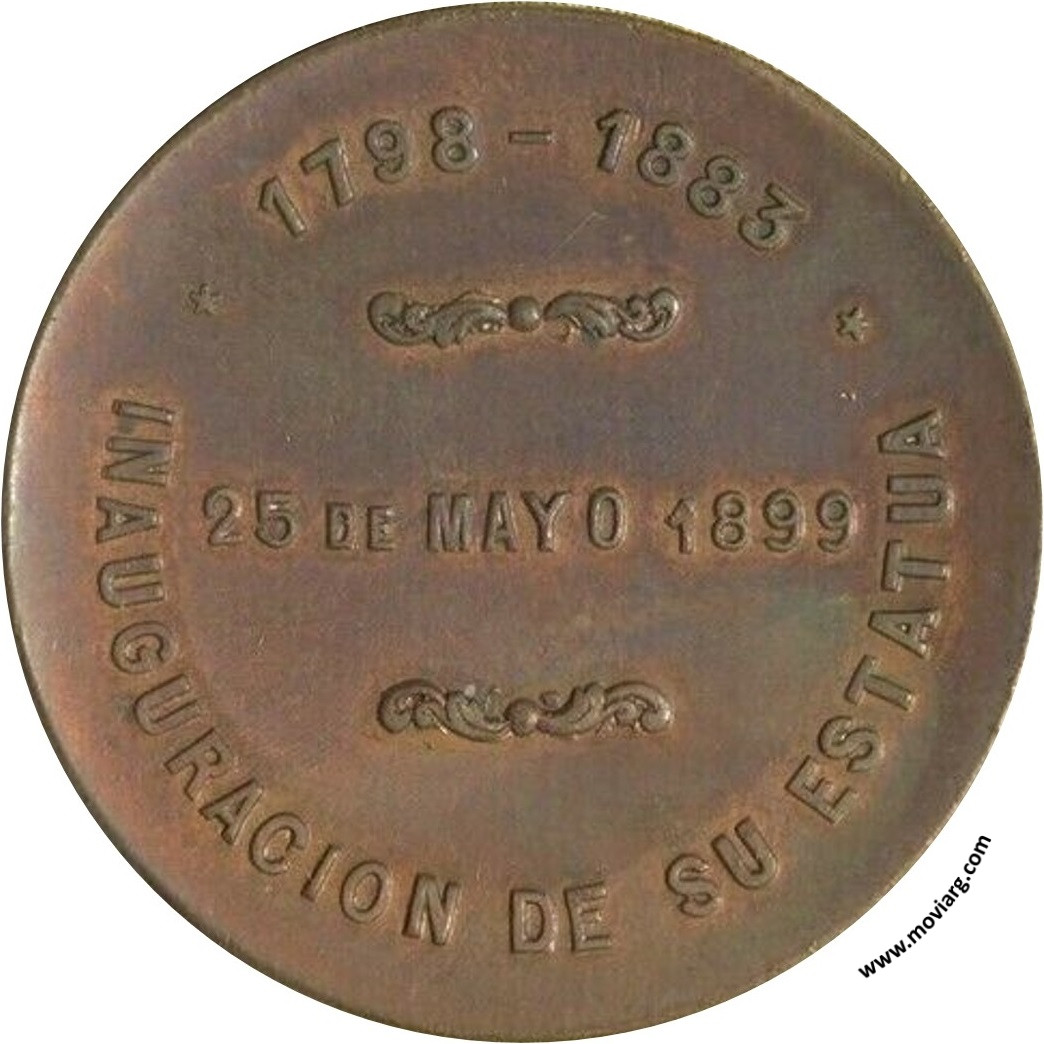 1798 - 1883
25 DE MAYO 1899
INAUGURACION DE SU ESTATUA
www.moviarg.com